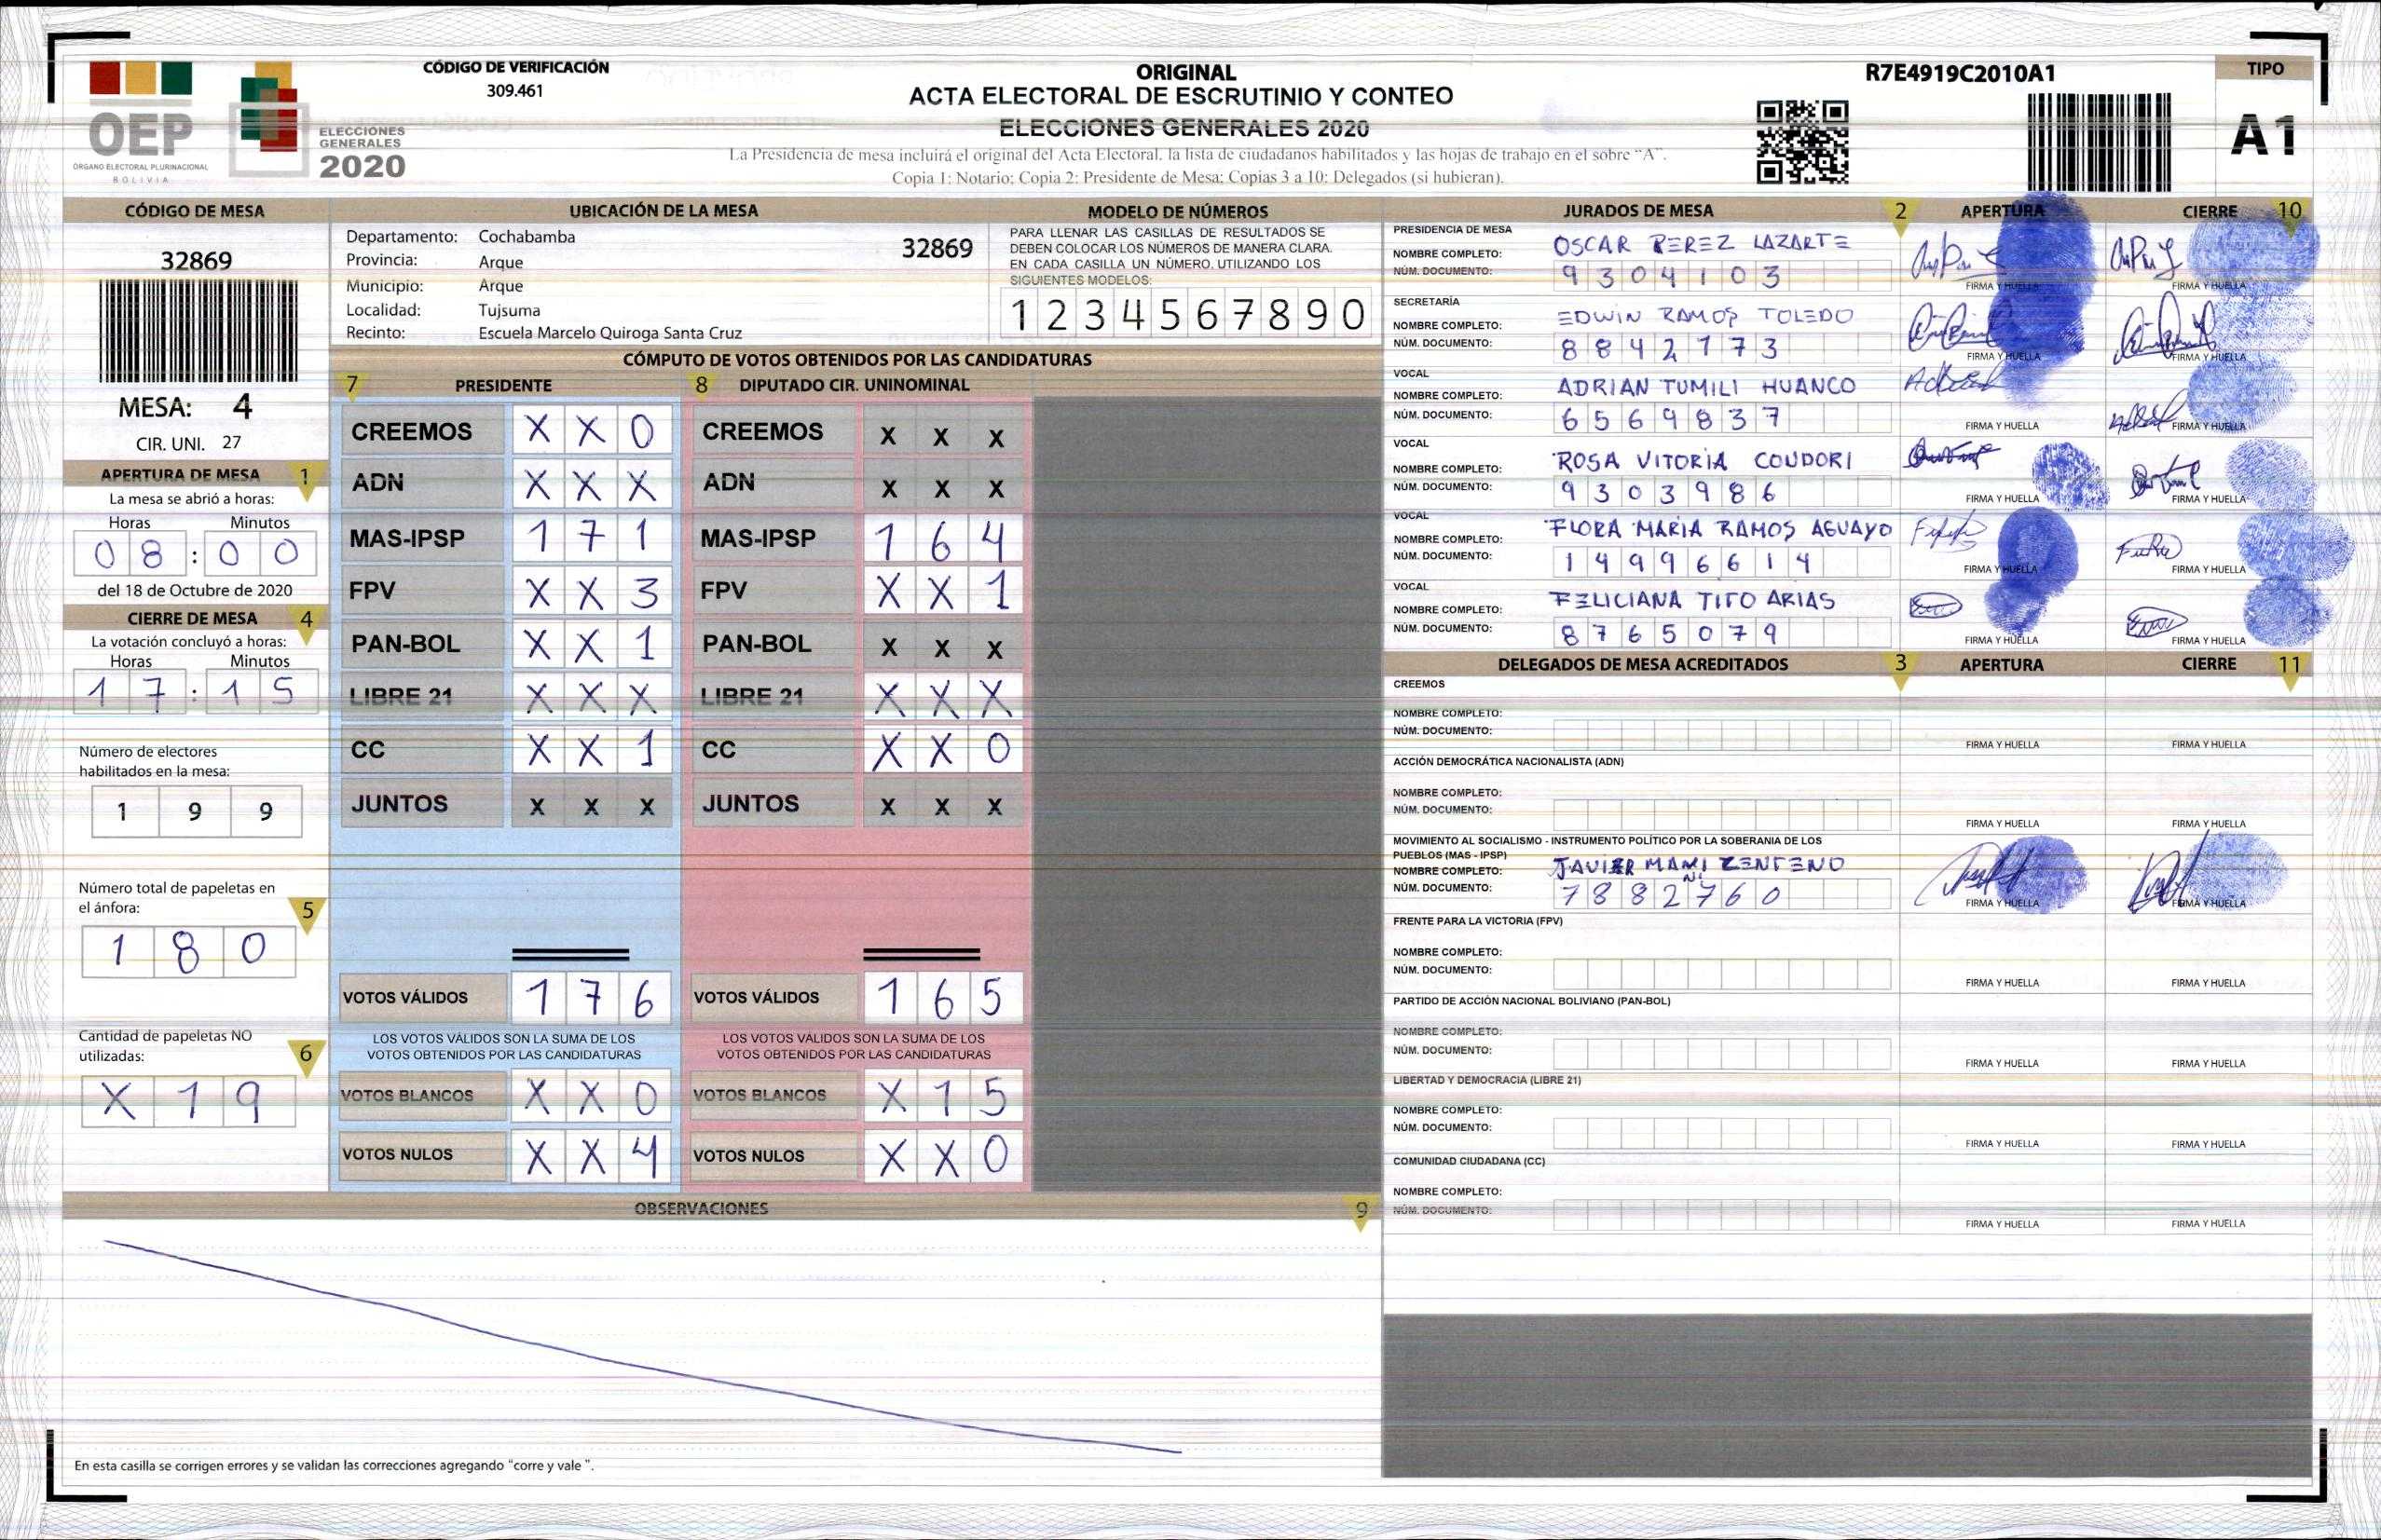 CÓDIGO DE VERIFICACIÓN
309.461
ORIGINAL
ACTA ELECTORAL DE ESCRUTINIO Y CONTEO
ELECCIONES GENERALES 2020
La Presidencia de mesa incluirá el original del Acta Electoral, la lista de ciudadanos habilitados y las hojas de trabajo en el sobre "A".
Copia 1: Notario; Copia 2: Presidente de Mesa; Copias 3 a 10: Delegados (si hubieran).
R7E4919C2010A1
TIPO
A1
OEP
ÓRGANO ELECTORAL PLURINACIONAL
BOLIVIA
ELECCIONES
GENERALES
2020
CÓDIGO DE MESA
32869
MESA: 4
CIR. UNI. 27
APERTURA DE MESA 1
La mesa se abrió a horas:
Horas Minutos
0 8 : 0 0
del 18 de Octubre de 2020
CIERRE DE MESA 4
La votación concluyó a horas:
Horas Minutos
1 7 : 1 5
Número de electores
habilitados en la mesa:
1 9 9
Número total de papeletas en
el ánfora: 5
1 8 0
Cantidad de papeletas NO
utilizadas: 6
X 1 9
UBICACIÓN DE LA MESA
Departamento: Cochabamba
32869
Provincia: Arque
Municipio: Arque
Localidad: Tujsuma
Recinto: Escuela Marcelo Quiroga Santa Cruz
MODELO DE NÚMEROS
PARA LLENAR LAS CASILLAS DE RESULTADOS SE
DEBEN COLOCAR LOS NÚMEROS DE MANERA CLARA.
EN CADA CASILLA UN NÚMERO. UTILIZANDO LOS
SIGUIENTES MODELOS:
1 2 3 4 5 6 7 8 9 0
CÓMPUTO DE VOTOS OBTENIDOS POR LAS CANDIDATURAS
7 PRESIDENTE 8 DIPUTADO CIR. UNINOMINAL
CREEMOS X X 0 CREEMOS X X X
ADN X X X ADN X X X
MAS-IPSP 1 7 1 MAS-IPSP 1 6 4
FPV X X 3 FPV X X 1
PAN-BOL X X 1 PAN-BOL X X X
LIBRE 21 X X X LIBRE 21 X X X
CC X X 1 CC X X 0
JUNTOS X X X JUNTOS X X X
VOTOS VÁLIDOS 1 7 6 VOTOS VÁLIDOS 1 6 5
LOS VOTOS VÁLIDOS SON LA SUMA DE LOS LOS VOTOS VÁLIDOS SON LA SUMA DE LOS
VOTOS OBTENIDOS POR LAS CANDIDATURAS VOTOS OBTENIDOS POR LAS CANDIDATURAS
VOTOS BLANCOS X X 0 VOTOS BLANCOS X 1 5
VOTOS NULOS X X 4 VOTOS NULOS X X 0
OBSERVACIONES 9
En esta casilla se corrigen errores y se validan las correcciones agregando "corre y vale ".
JURADOS DE MESA 2 APERTURA CIERRE 10
PRESIDENCIA DE MESA
NOMBRE COMPLETO: OSCAR PEREZ LAZARTE
NÚM. DOCUMENTO: 9 3 0 4 1 0 3
FIRMA Y HUELLA FIRMA Y HUELLA
SECRETARÍA
NOMBRE COMPLETO: EDWIN RAMOS TOLEDO
NÚM. DOCUMENTO: 8 8 4 2 1 7 3
FIRMA Y HUELLA FIRMA Y HUELLA
VOCAL
NOMBRE COMPLETO: ADRIAN TUMILI HUANCO
NÚM. DOCUMENTO: 6 5 6 9 8 3 7
FIRMA Y HUELLA FIRMA Y HUELLA
VOCAL
NOMBRE COMPLETO: ROSA VITORIA COUDORI
NÚM. DOCUMENTO: 9 3 0 3 9 8 6
FIRMA Y HUELLA FIRMA Y HUELLA
VOCAL
NOMBRE COMPLETO: FLORA MARIA RAMOS AGUAYO
NÚM. DOCUMENTO: 1 4 9 9 6 6 1 4
FIRMA Y HUELLA FIRMA Y HUELLA
VOCAL
NOMBRE COMPLETO: FELICIANA TITO ARIAS
NÚM. DOCUMENTO: 8 7 6 5 0 7 9
FIRMA Y HUELLA FIRMA Y HUELLA
DELEGADOS DE MESA ACREDITADOS 3 APERTURA CIERRE 11
CREEMOS
NOMBRE COMPLETO:
NÚM. DOCUMENTO:
FIRMA Y HUELLA FIRMA Y HUELLA
ACCIÓN DEMOCRÁTICA NACIONALISTA (ADN)
NOMBRE COMPLETO:
NÚM. DOCUMENTO:
FIRMA Y HUELLA FIRMA Y HUELLA
MOVIMIENTO AL SOCIALISMO - INSTRUMENTO POLÍTICO POR LA SOBERANIA DE LOS
PUEBLOS (MAS - IPSP)
NOMBRE COMPLETO: JAVIER MAMI ZENTENO
NI
NÚM. DOCUMENTO: 7 8 8 2 7 6 0
FIRMA Y HUELLA FIRMA Y HUELLA
FRENTE PARA LA VICTORIA (FPV)
NOMBRE COMPLETO:
NÚM. DOCUMENTO:
FIRMA Y HUELLA FIRMA Y HUELLA
PARTIDO DE ACCIÓN NACIONAL BOLIVIANO (PAN-BOL)
NOMBRE COMPLETO:
NÚM. DOCUMENTO:
FIRMA Y HUELLA FIRMA Y HUELLA
LIBERTAD Y DEMOCRACIA (LIBRE 21)
NOMBRE COMPLETO:
NÚM. DOCUMENTO:
FIRMA Y HUELLA FIRMA Y HUELLA
COMUNIDAD CIUDADANA (CC)
NOMBRE COMPLETO:
NÚM. DOCUMENTO:
FIRMA Y HUELLA FIRMA Y HUELLA